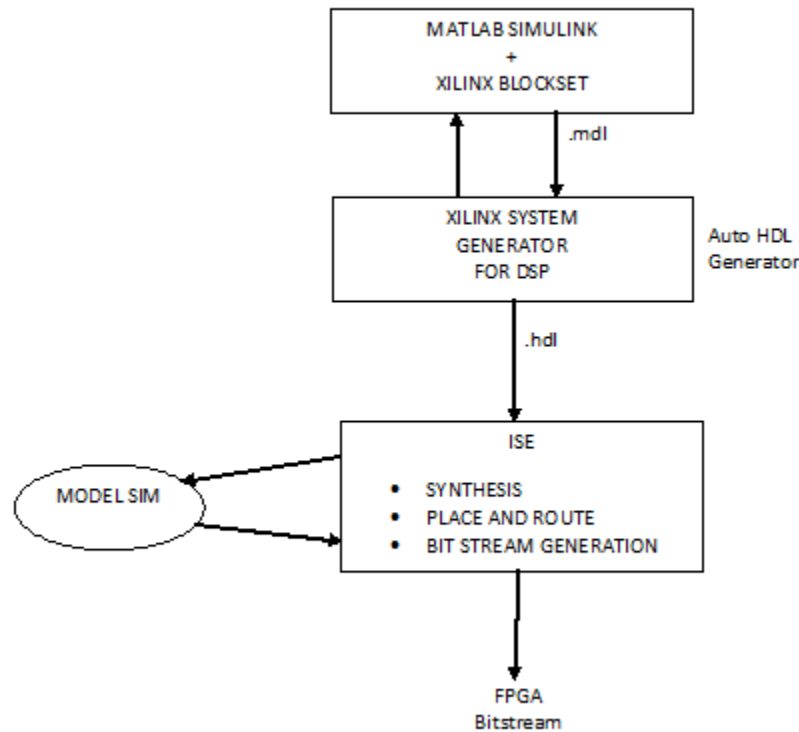 MATLAB SIMULINK
+
XILINX BLOCKSET
.mdl
XILINX SYSTEM
GENERATOR
FOR DSP
Auto HDL
Generator
.hdl
ISE
• SYNTHESIS
• PLACE AND ROUTE
• BIT STREAM GENERATION
MODEL SIM
FPGA
Bitstream